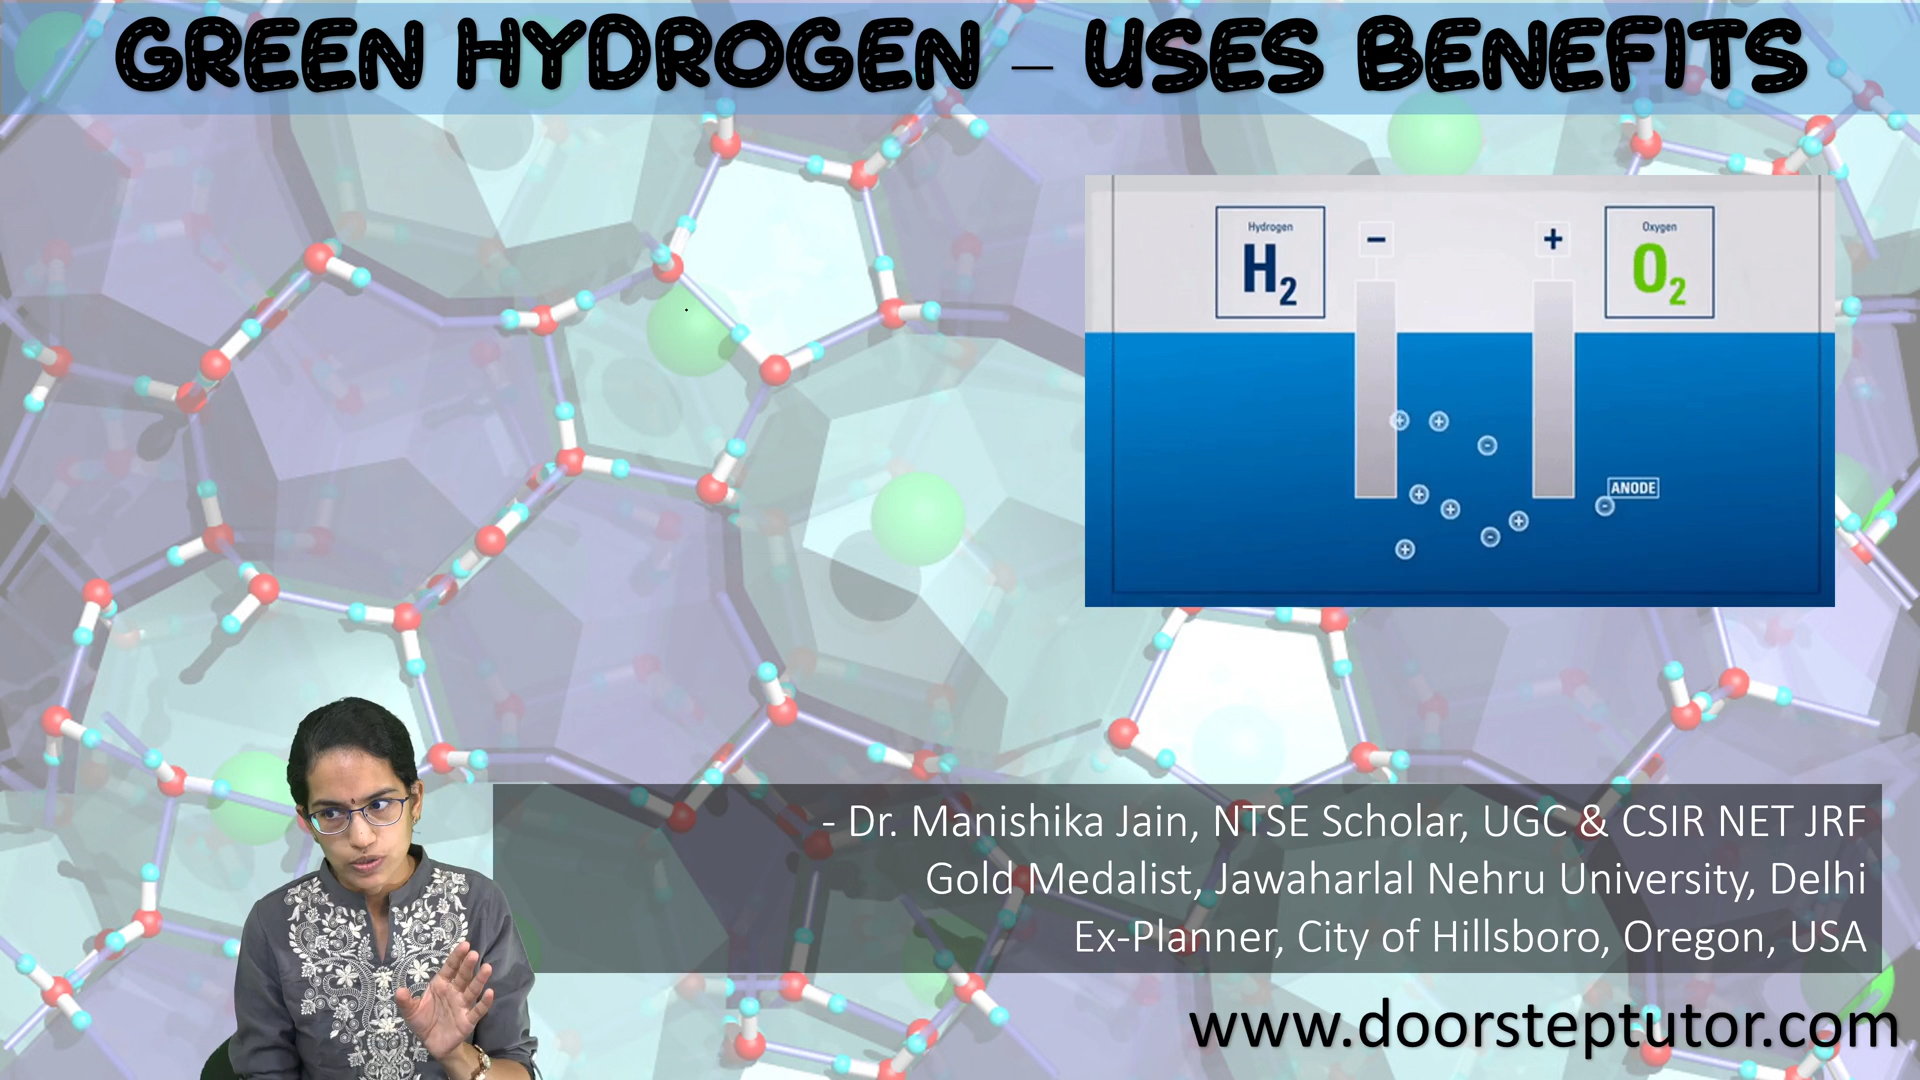 GREEN HYDROGEN – USES BENEFITS
Hydrogen
H2
−
+
Oxygen
O2
ANODE
- Dr. Manishika Jain, NTSE Scholar, UGC & CSIR NET JRF
Gold Medalist, Jawaharlal Nehru University, Delhi
Ex-Planner, City of Hillsboro, Oregon, USA
www.doorsteptutor.com